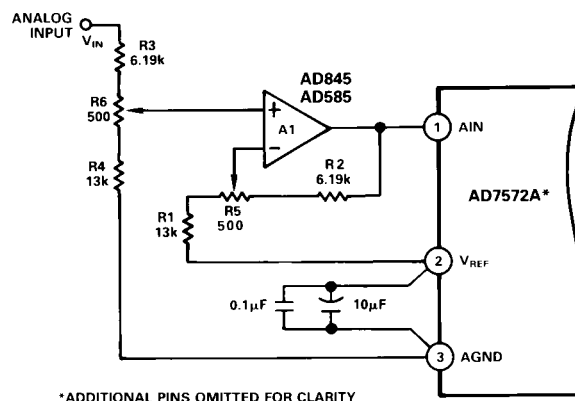 ANALOG
INPUT
VIN
R3
6.19k
R6
500
R4
13k
AD845
AD585
+
A1
−
R2
6.19k
R5
500
R1
13k
1
AIN
AD7572A*
2
VREF
0.1µF
10µF
3
AGND
*ADDITIONAL PINS OMITTED FOR CLARITY